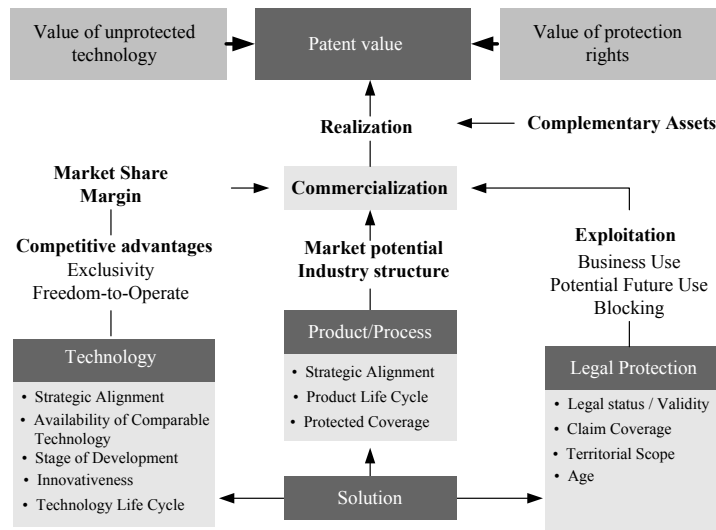 Value of unprotected
technology
Patent value
Value of protection
rights
Realization
Complementary Assets
Market Share
Margin
Commercialization
Competitive advantages
Exclusivity
Freedom-to-Operate
Market potential
Industry structure
Exploitation
Business Use
Potential Future Use
Blocking
Technology
• Strategic Alignment
• Availability of Comparable
Technology
• Stage of Development
• Innovativeness
• Technology Life Cycle
Product/Process
• Strategic Alignment
• Product Life Cycle
• Protected Coverage
Legal Protection
• Legal status / Validity
• Claim Coverage
• Territorial Scope
• Age
Solution